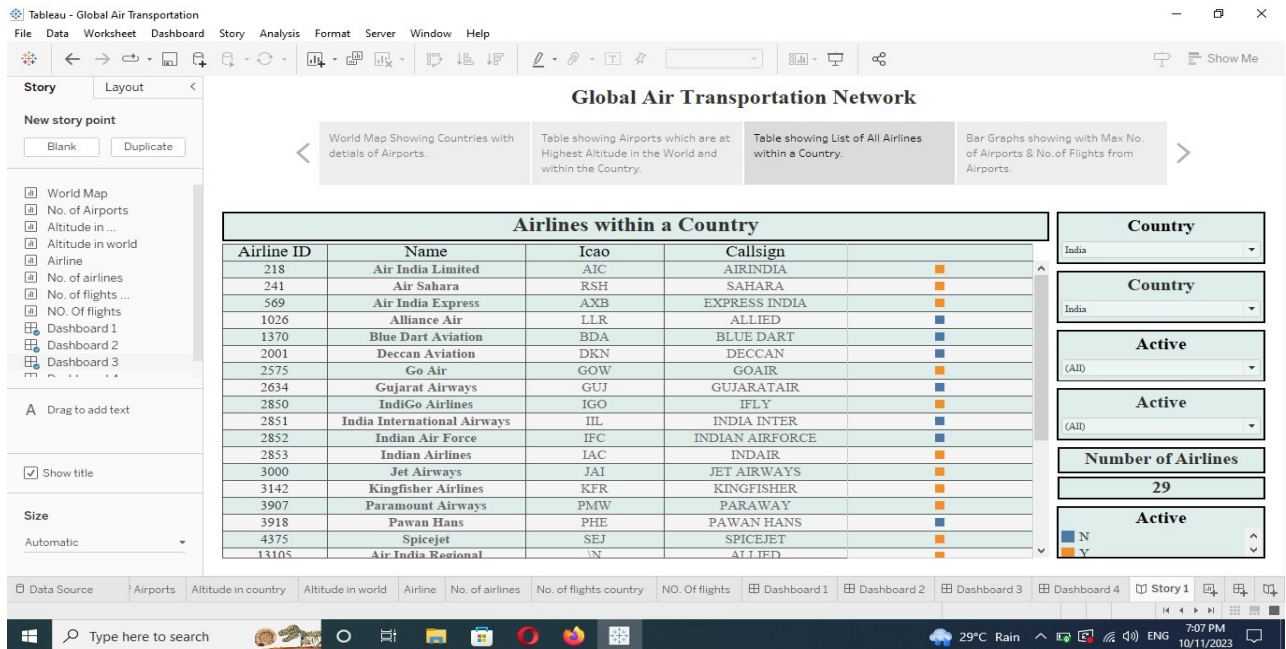 Tableau - Global Air Transportation
File Data Worksheet Dashboard Story Analysis Format Server Window Help
Show Me
Story Layout
New story point
Blank Duplicate
World Map
No. of Airports
Altitude in ...
Altitude in world
Airline
No. of airlines
No. of flights ...
NO. Of flights
Dashboard 1
Dashboard 2
Dashboard 3
A Drag to add text
Show title
Size
Automatic
Global Air Transportation Network
World Map Showing Countries with
detials of Airports.
Table showing Airports which are at
Highest Altitude in the World and
within the Country.
Table showing List of All Airlines
within a Country.
Bar Graphs showing with Max No.
of Airports & No.of Flights from
Airports.
Airlines within a Country
Airline ID Name Icao Callsign
218 Air India Limited AIC AIRINDIA
241 Air Sahara RSH SAHARA
569 Air India Express AXB EXPRESS INDIA
1026 Alliance Air LLR ALLIED
1370 Blue Dart Aviation BDA BLUE DART
2001 Deccan Aviation DKN DECCAN
2575 Go Air GOW GOAIR
2634 Gujarat Airways GUJ GUJARATAIR
2850 IndiGo Airlines IGO IFLY
2851 India International Airways IIL INDIA INTER
2852 Indian Air Force IFC INDIAN AIRFORCE
2853 Indian Airlines IAC INDAIR
3000 Jet Airways JAI JET AIRWAYS
3142 Kingfisher Airlines KFR KINGFISHER
3907 Paramount Airways PMW PARAWAY
3918 Pawan Hans PHE PAWAN HANS
4375 Spicejet SEJ SPICEJET
13105 Air India Regional \N ALLIED
Country
India
Country
India
Active
(All)
Active
(All)
Number of Airlines
29
Active
N
Y
Data Source Airports Altitude in country Altitude in world Airline No. of airlines No. of flights country NO. Of flights Dashboard 1 Dashboard 2 Dashboard 3 Dashboard 4 Story 1
Type here to search
29°C Rain ENG 7:07 PM
10/11/2023